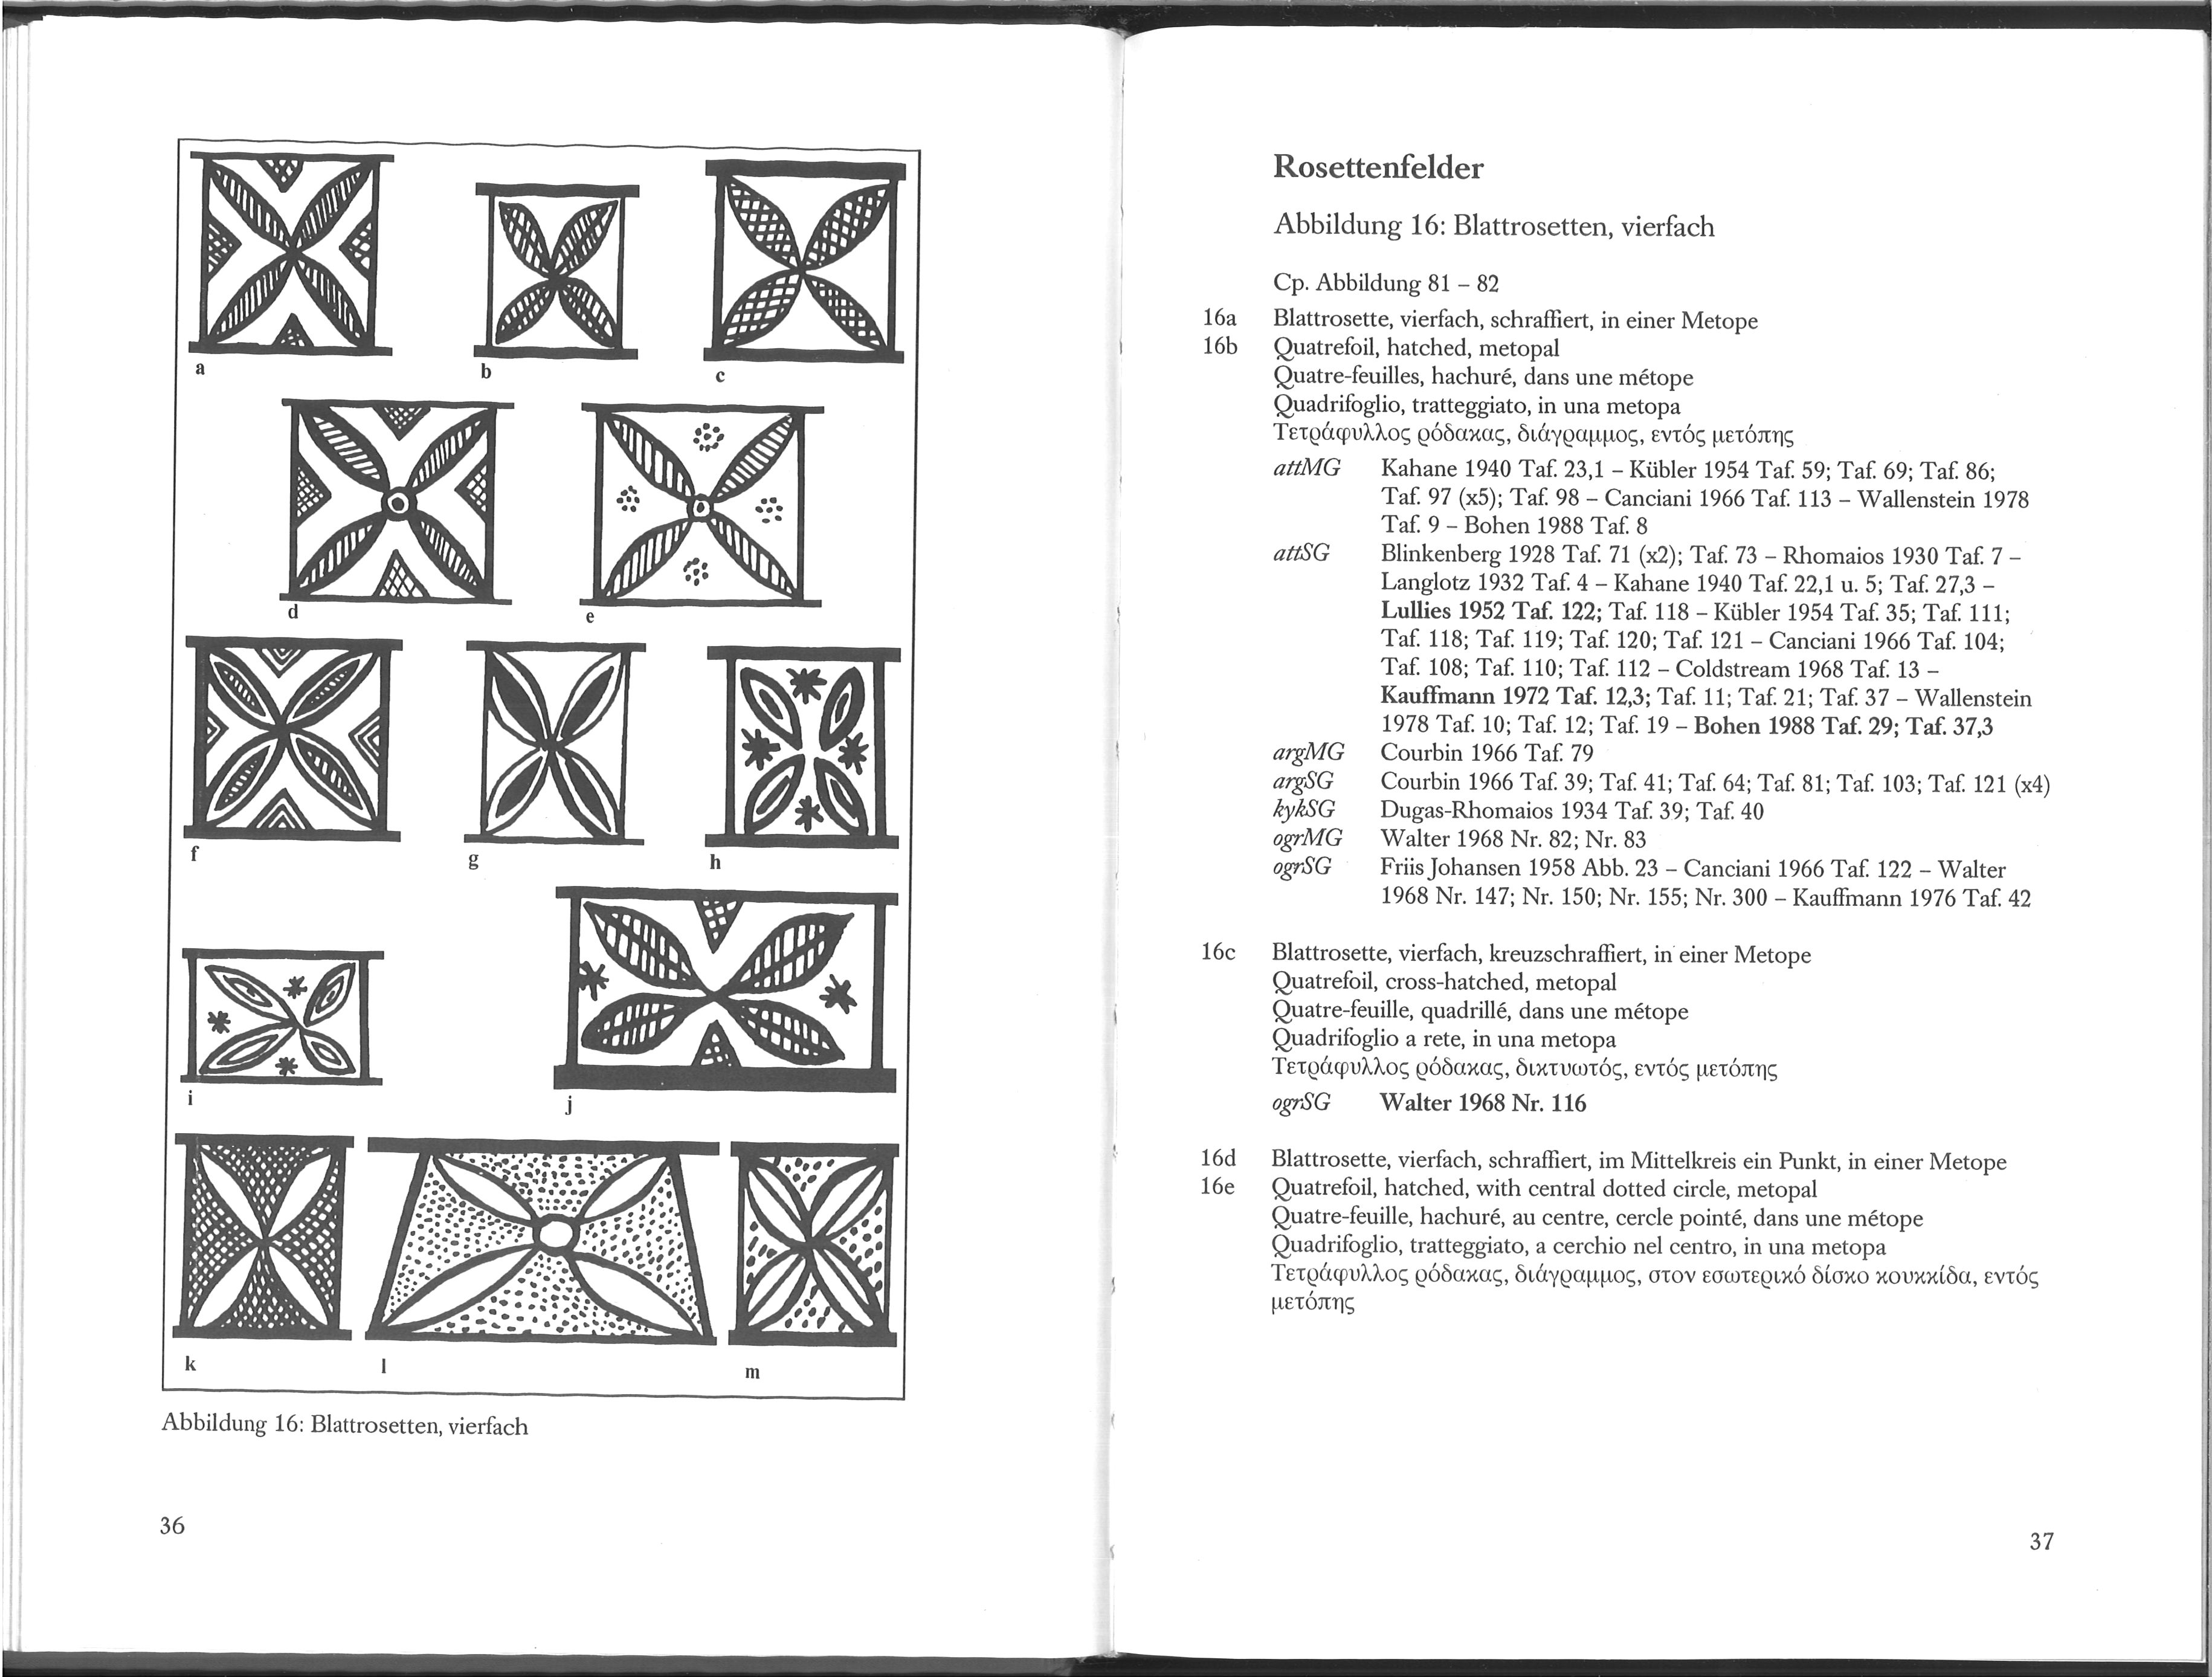 a
b
c
d
e
f
g
h
i
j
k
l
m
Abbildung 16: Blattrosetten, vierfach
36
Rosettenfelder
Abbildung 16: Blattrosetten, vierfach
Cp. Abbildung 81 – 82
16a Blattrosette, vierfach, schraffiert, in einer Metope
16b Quatrefoil, hatched, metopal
Quatre-feuilles, hachuré, dans une métope
Quadrifoglio, tratteggiato, in una metopa
Τετράφυλλος ρόδακας, διάγραμμος, εντός μετόπης
attMG Kahane 1940 Taf. 23,1 – Kübler 1954 Taf. 59; Taf. 69; Taf. 86;
Taf. 97 (x5); Taf. 98 – Canciani 1966 Taf. 113 – Wallenstein 1978
Taf. 9 – Bohen 1988 Taf. 8
attSG Blinkenberg 1928 Taf. 71 (x2); Taf. 73 – Rhomaios 1930 Taf. 7 –
Langlotz 1932 Taf. 4 – Kahane 1940 Taf. 22,1 u. 5; Taf. 27,3 –
Lullies 1952 Taf. 122; Taf. 118 – Kübler 1954 Taf. 35; Taf. 111;
Taf. 118; Taf. 119; Taf. 120; Taf. 121 – Canciani 1966 Taf. 104;
Taf. 108; Taf. 110; Taf. 112 – Coldstream 1968 Taf. 13 –
Kauffmann 1972 Taf. 12,3; Taf. 11; Taf. 21; Taf. 37 – Wallenstein
1978 Taf. 10; Taf. 12; Taf. 19 – Bohen 1988 Taf. 29; Taf. 37,3
argMG Courbin 1966 Taf. 79
argSG Courbin 1966 Taf. 39; Taf. 41; Taf. 64; Taf. 81; Taf. 103; Taf. 121 (x4)
kykSG Dugas-Rhomaios 1934 Taf. 39; Taf. 40
ogrMG Walter 1968 Nr. 82; Nr. 83
ogrSG Friis Johansen 1958 Abb. 23 – Canciani 1966 Taf. 122 – Walter
1968 Nr. 147; Nr. 150; Nr. 155; Nr. 300 – Kauffmann 1976 Taf. 42
16c Blattrosette, vierfach, kreuzschraffiert, in einer Metope
Quatrefoil, cross-hatched, metopal
Quatre-feuille, quadrillé, dans une métope
Quadrifoglio a rete, in una metopa
Τετράφυλλος ρόδακας, δικτυωτός, εντός μετόπης
ogrSG Walter 1968 Nr. 116
16d Blattrosette, vierfach, schraffiert, im Mittelkreis ein Punkt, in einer Metope
16e Quatrefoil, hatched, with central dotted circle, metopal
Quatre-feuille, hachuré, au centre, cercle pointé, dans une métope
Quadrifoglio, tratteggiato, a cerchio nel centro, in una metopa
Τετράφυλλος ρόδακας, διάγραμμος, στον εσωτερικό δίσκο κουκκίδα, εντός
μετόπης
37